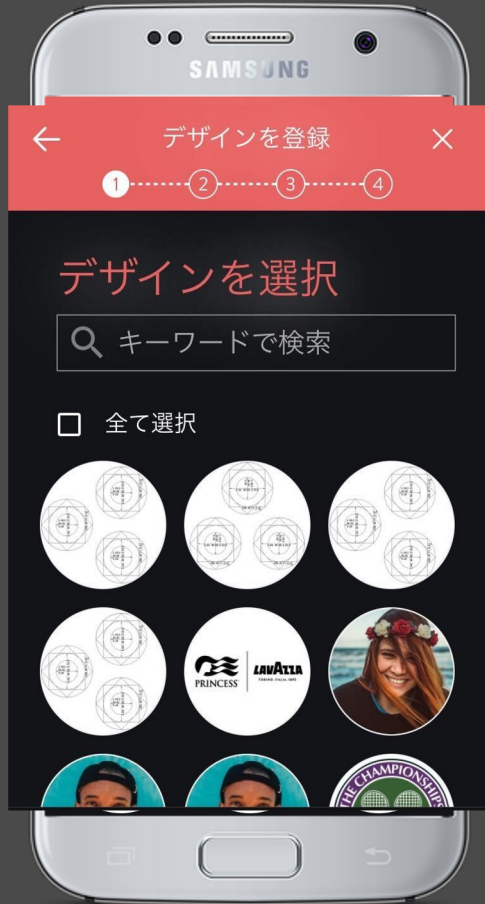 SAMSUNG
デザインを登録
1 2 3 4
デザインを選択
キーワードで検索
全て選択
PRINCESS
LAVAZZA
TORINO, ITALIA, 1895
THE CHAMPIONSHIPS